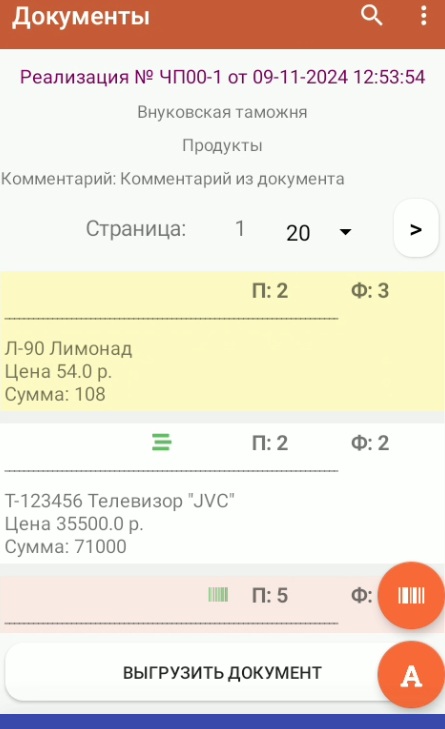 Документы
Реализация № ЧП00-1 от 09-11-2024 12:53:54
Внуковская таможня
Продукты
Комментарий: Комментарий из документа
Страница: 1 20 >
П: 2 Ф: 3
Л-90 Лимонад
Цена 54.0 р.
Сумма: 108
П: 2 Ф: 2
Т-123456 Телевизор "JVC"
Цена 35500.0 р.
Сумма: 71000
П: 5 Ф:
ВЫГРУЗИТЬ ДОКУМЕНТ
A